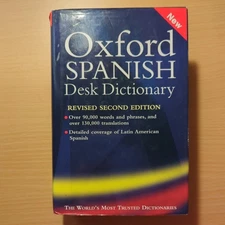 New
Oxford
SPANISH
Desk Dictionary
REVISED SECOND EDITION
• Over 90,000 words and phrases, and
over 130,000 translations
• Detailed coverage of Latin American
Spanish
THE WORLD'S MOST TRUSTED DICTIONARIES